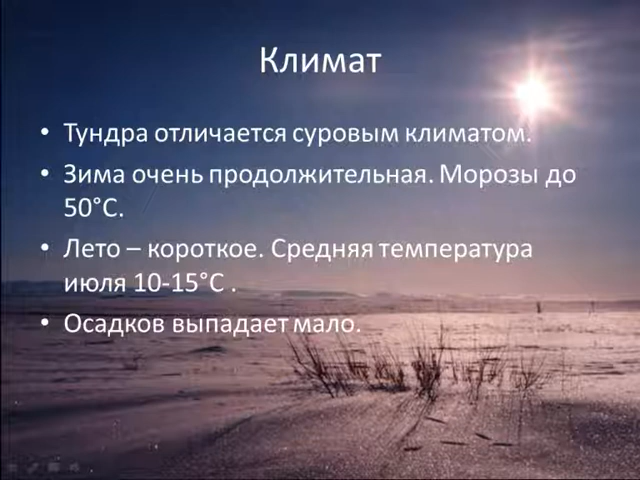 Климат
• Тундра отличается суровым климатом.
• Зима очень продолжительная. Морозы до
50°С.
• Лето – короткое. Средняя температура
июля 10-15°С .
• Осадков выпадает мало.